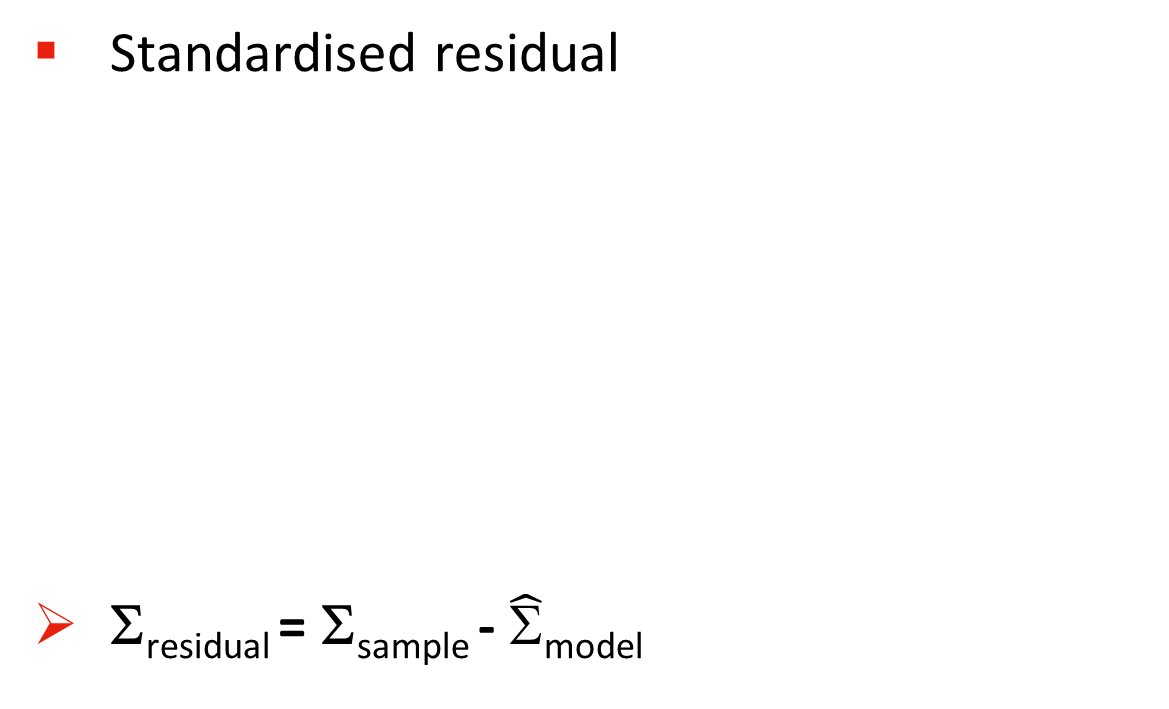 ▪ Standardised residual
➢ Σresidual = Σsample - Σ̂model